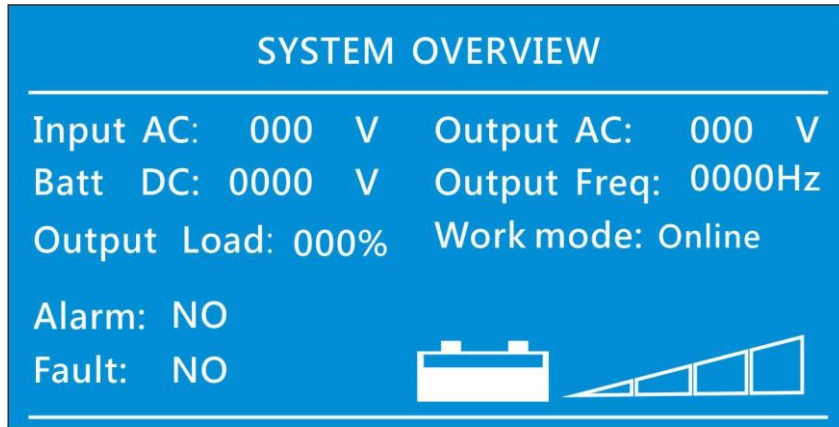 SYSTEM OVERVIEW
Input AC: 000 V Output AC: 000 V
Batt DC: 0000 V Output Freq: 0000Hz
Output Load: 000% Work mode: Online
Alarm: NO
Fault: NO